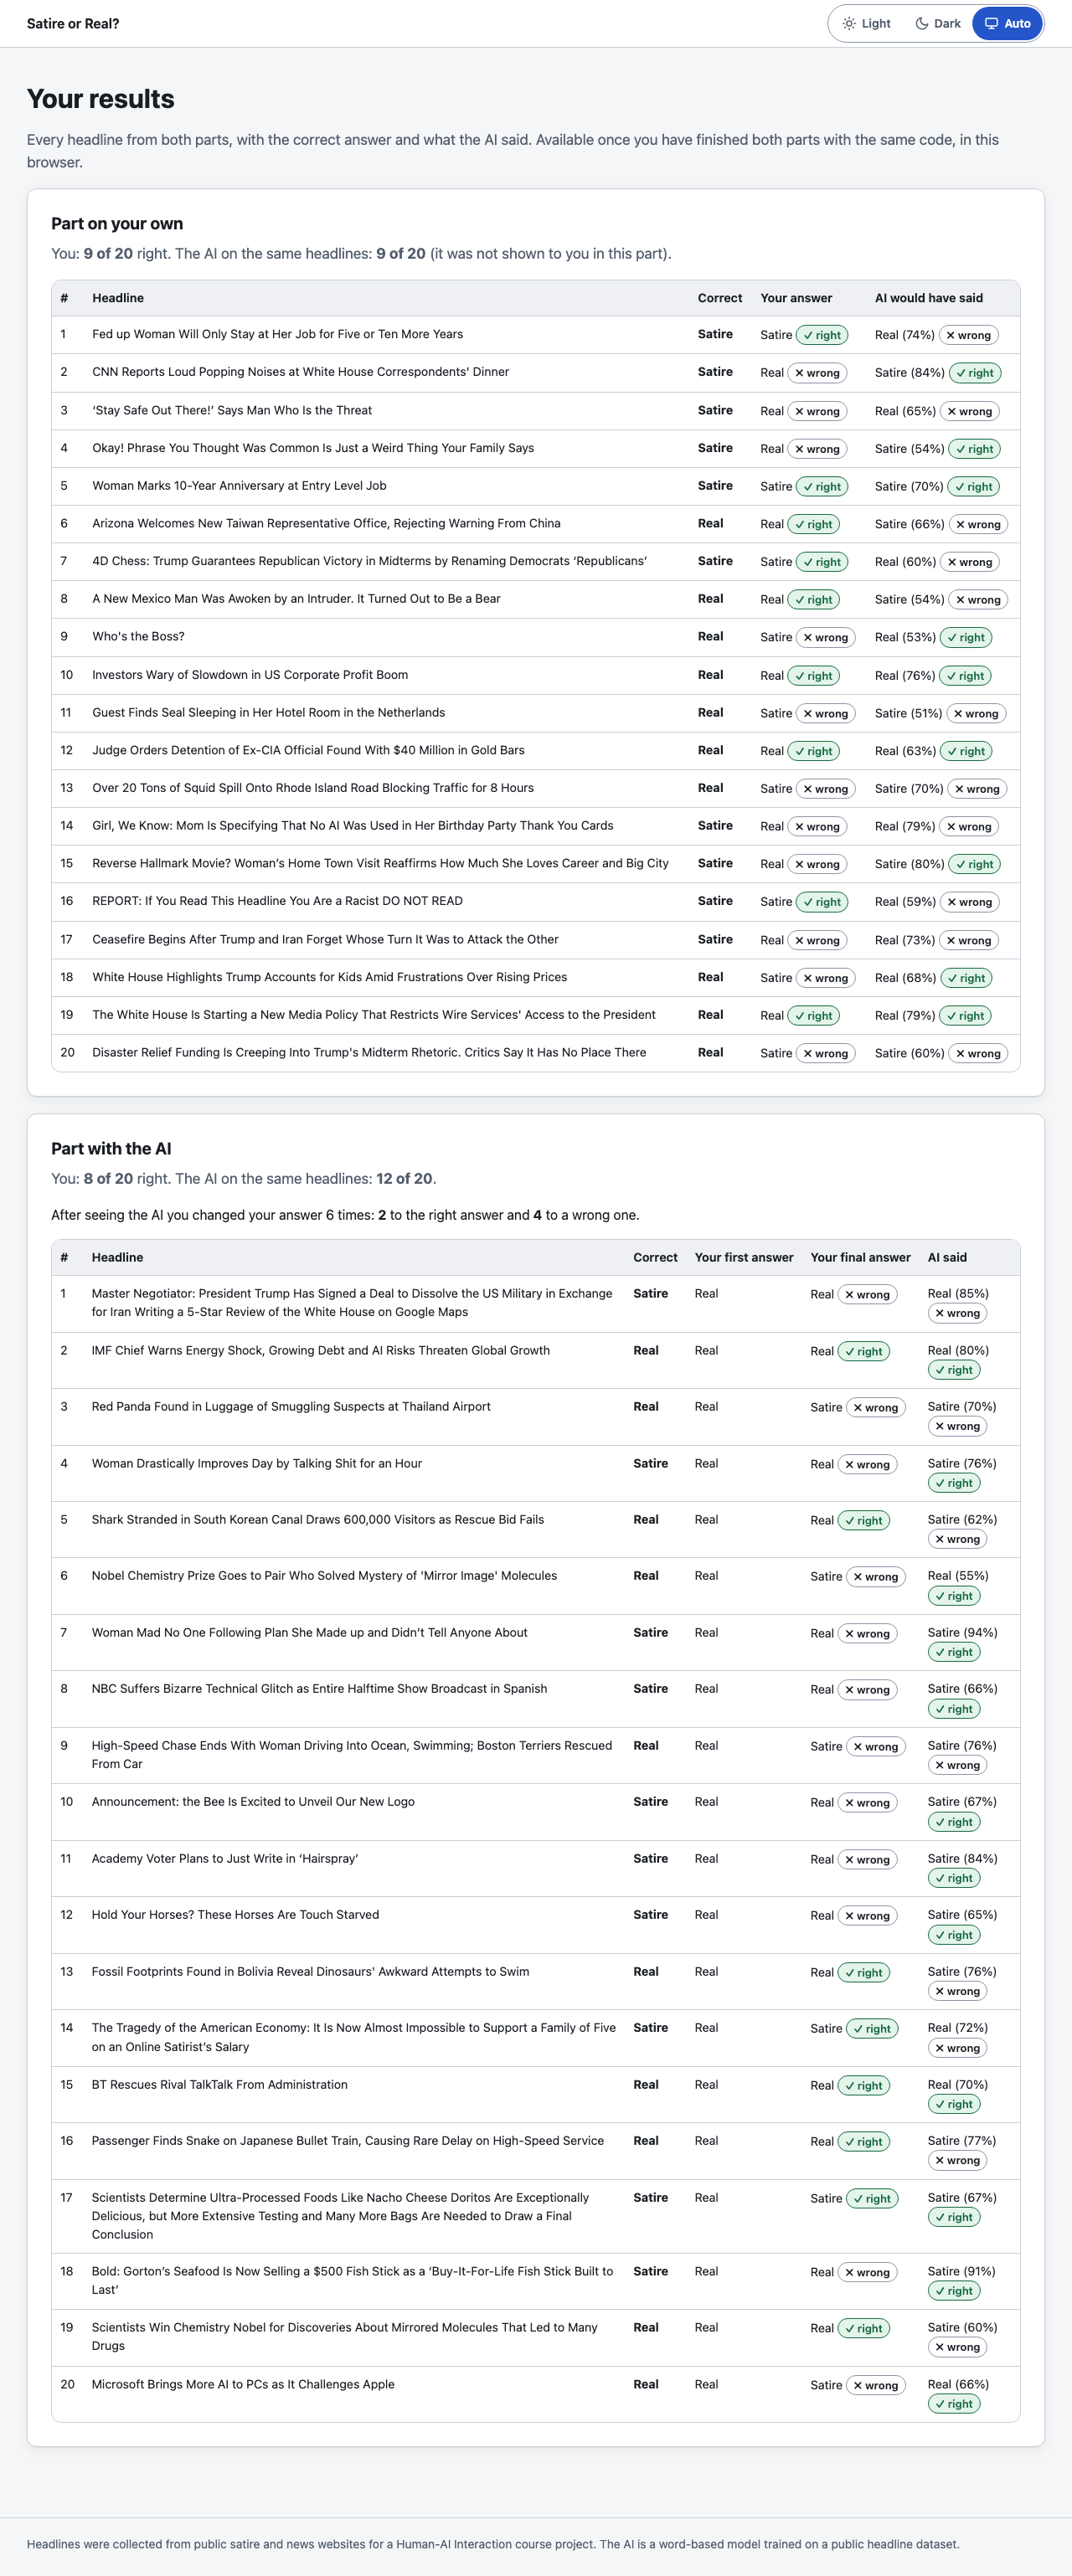 Satire or Real?
Light
Dark
Auto
Your results
Every headline from both parts, with the correct answer and what the AI said. Available once you have finished both parts with the same code, in this
browser.
Part on your own
You: 9 of 20 right. The AI on the same headlines: 9 of 20 (it was not shown to you in this part).
# Headline Correct Your answer AI would have said
1 Fed up Woman Will Only Stay at Her Job for Five or Ten More Years Satire Satire ✓ right Real (74%) ✕ wrong
2 CNN Reports Loud Popping Noises at White House Correspondents' Dinner Satire Real ✕ wrong Satire (84%) ✓ right
3 ‘Stay Safe Out There!’ Says Man Who Is the Threat Satire Real ✕ wrong Real (65%) ✕ wrong
4 Okay! Phrase You Thought Was Common Is Just a Weird Thing Your Family Says Satire Real ✕ wrong Satire (54%) ✓ right
5 Woman Marks 10-Year Anniversary at Entry Level Job Satire Satire ✓ right Satire (70%) ✓ right
6 Arizona Welcomes New Taiwan Representative Office, Rejecting Warning From China Real Real ✓ right Satire (66%) ✕ wrong
7 4D Chess: Trump Guarantees Republican Victory in Midterms by Renaming Democrats ‘Republicans’ Satire Satire ✓ right Real (60%) ✕ wrong
8 A New Mexico Man Was Awoken by an Intruder. It Turned Out to Be a Bear Real Real ✓ right Satire (54%) ✕ wrong
9 Who's the Boss? Real Satire ✕ wrong Real (53%) ✓ right
10 Investors Wary of Slowdown in US Corporate Profit Boom Real Real ✓ right Real (76%) ✓ right
11 Guest Finds Seal Sleeping in Her Hotel Room in the Netherlands Real Satire ✕ wrong Satire (51%) ✕ wrong
12 Judge Orders Detention of Ex-CIA Official Found With $40 Million in Gold Bars Real Real ✓ right Real (63%) ✓ right
13 Over 20 Tons of Squid Spill Onto Rhode Island Road Blocking Traffic for 8 Hours Real Satire ✕ wrong Satire (70%) ✕ wrong
14 Girl, We Know: Mom Is Specifying That No AI Was Used in Her Birthday Party Thank You Cards Satire Real ✕ wrong Real (79%) ✕ wrong
15 Reverse Hallmark Movie? Woman’s Home Town Visit Reaffirms How Much She Loves Career and Big City Satire Real ✕ wrong Satire (80%) ✓ right
16 REPORT: If You Read This Headline You Are a Racist DO NOT READ Satire Satire ✓ right Real (59%) ✕ wrong
17 Ceasefire Begins After Trump and Iran Forget Whose Turn It Was to Attack the Other Satire Real ✕ wrong Real (73%) ✕ wrong
18 White House Highlights Trump Accounts for Kids Amid Frustrations Over Rising Prices Real Satire ✕ wrong Real (68%) ✓ right
19 The White House Is Starting a New Media Policy That Restricts Wire Services' Access to the President Real Real ✓ right Real (79%) ✓ right
20 Disaster Relief Funding Is Creeping Into Trump's Midterm Rhetoric. Critics Say It Has No Place There Real Satire ✕ wrong Satire (60%) ✕ wrong
Part with the AI
You: 8 of 20 right. The AI on the same headlines: 12 of 20.
After seeing the AI you changed your answer 6 times: 2 to the right answer and 4 to a wrong one.
# Headline Correct Your first answer Your final answer AI said
1 Master Negotiator: President Trump Has Signed a Deal to Dissolve the US Military in Exchange Satire Real Real ✕ wrong Real (85%)
for Iran Writing a 5-Star Review of the White House on Google Maps ✕ wrong
2 IMF Chief Warns Energy Shock, Growing Debt and AI Risks Threaten Global Growth Real Real Real ✓ right Real (80%)
✓ right
3 Red Panda Found in Luggage of Smuggling Suspects at Thailand Airport Real Real Satire ✕ wrong Satire (70%)
✕ wrong
4 Woman Drastically Improves Day by Talking Shit for an Hour Satire Real Real ✕ wrong Satire (76%)
✓ right
5 Shark Stranded in South Korean Canal Draws 600,000 Visitors as Rescue Bid Fails Real Real Real ✓ right Satire (62%)
✕ wrong
6 Nobel Chemistry Prize Goes to Pair Who Solved Mystery of 'Mirror Image' Molecules Real Real Satire ✕ wrong Real (55%)
✓ right
7 Woman Mad No One Following Plan She Made up and Didn’t Tell Anyone About Satire Real Real ✕ wrong Satire (94%)
✓ right
8 NBC Suffers Bizarre Technical Glitch as Entire Halftime Show Broadcast in Spanish Satire Real Real ✕ wrong Satire (66%)
✓ right
9 High-Speed Chase Ends With Woman Driving Into Ocean, Swimming; Boston Terriers Rescued Real Real Satire ✕ wrong Satire (76%)
From Car ✕ wrong
10 Announcement: the Bee Is Excited to Unveil Our New Logo Satire Real Real ✕ wrong Satire (67%)
✓ right
11 Academy Voter Plans to Just Write in ‘Hairspray’ Satire Real Real ✕ wrong Satire (84%)
✓ right
12 Hold Your Horses? These Horses Are Touch Starved Satire Real Real ✕ wrong Satire (65%)
✓ right
13 Fossil Footprints Found in Bolivia Reveal Dinosaurs' Awkward Attempts to Swim Real Real Real ✓ right Satire (76%)
✕ wrong
14 The Tragedy of the American Economy: It Is Now Almost Impossible to Support a Family of Five Satire Real Satire ✓ right Real (72%)
on an Online Satirist’s Salary ✕ wrong
15 BT Rescues Rival TalkTalk From Administration Real Real Real ✓ right Real (70%)
✓ right
16 Passenger Finds Snake on Japanese Bullet Train, Causing Rare Delay on High-Speed Service Real Real Real ✓ right Satire (77%)
✕ wrong
17 Scientists Determine Ultra-Processed Foods Like Nacho Cheese Doritos Are Exceptionally Satire Real Satire ✓ right Satire (67%)
Delicious, but More Extensive Testing and Many More Bags Are Needed to Draw a Final ✓ right
Conclusion
18 Bold: Gorton’s Seafood Is Now Selling a $500 Fish Stick as a ‘Buy-It-For-Life Fish Stick Built to Satire Real Real ✕ wrong Satire (91%)
Last’ ✓ right
19 Scientists Win Chemistry Nobel for Discoveries About Mirrored Molecules That Led to Many Real Real Real ✓ right Satire (60%)
Drugs ✕ wrong
20 Microsoft Brings More AI to PCs as It Challenges Apple Real Real Satire ✕ wrong Real (66%)
✓ right
Headlines were collected from public satire and news websites for a Human-AI Interaction course project. The AI is a word-based model trained on a public headline dataset.